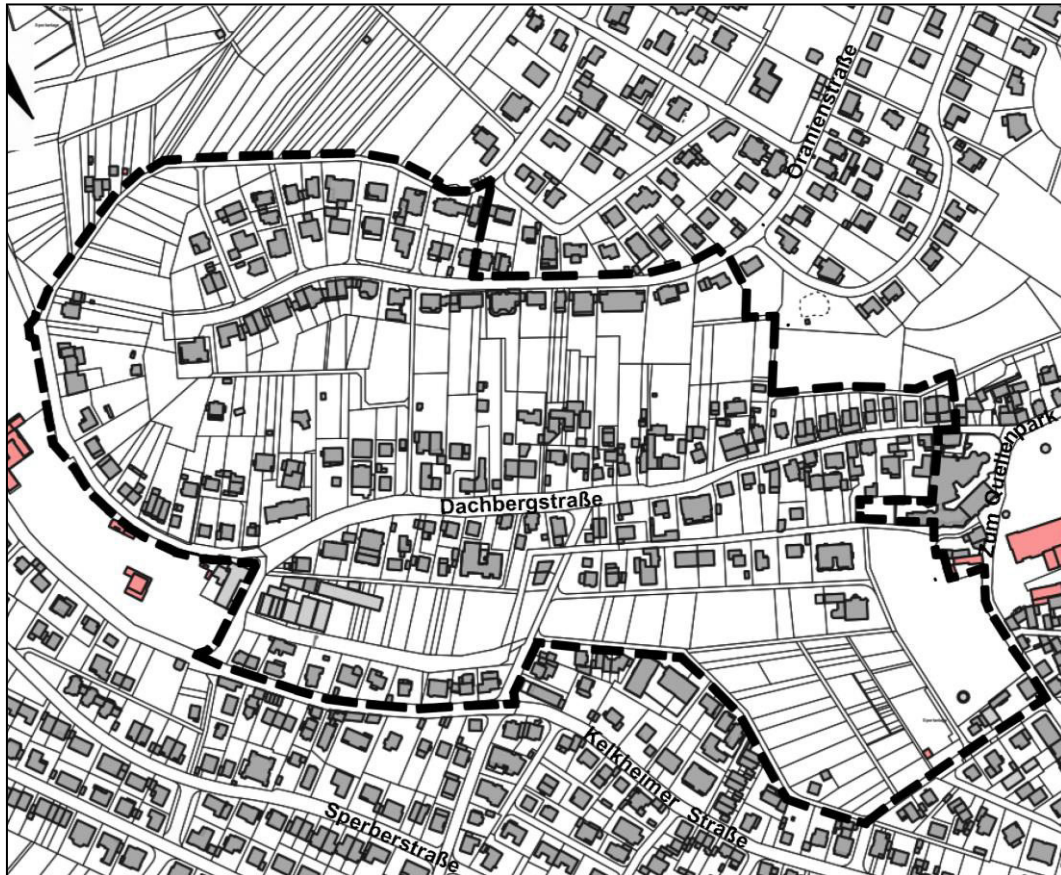 Oranienstraße
Zum Quellenpark
Dachbergstraße
Kelkheimer Straße
Sperberstraße